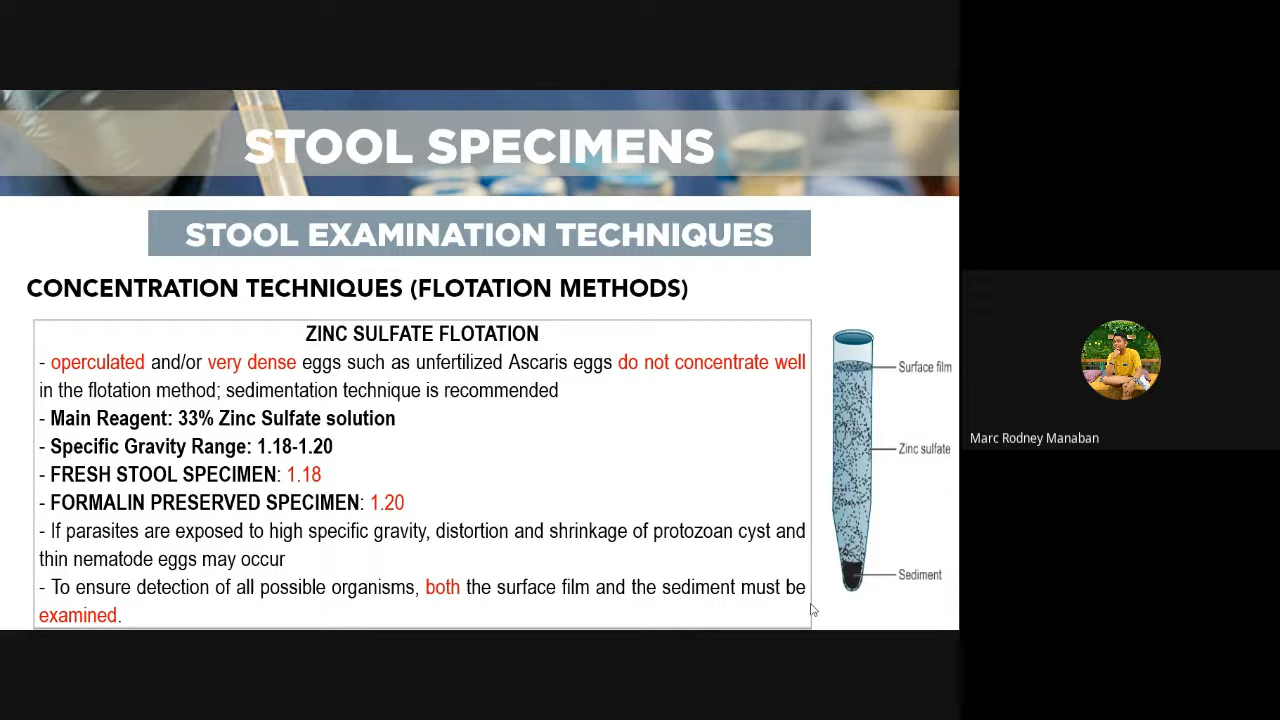 STOOL SPECIMENS
STOOL EXAMINATION TECHNIQUES
CONCENTRATION TECHNIQUES (FLOTATION METHODS)
ZINC SULFATE FLOTATION
- operculated and/or very dense eggs such as unfertilized Ascaris eggs do not concentrate well
in the flotation method; sedimentation technique is recommended
- Main Reagent: 33% Zinc Sulfate solution
- Specific Gravity Range: 1.18-1.20
- FRESH STOOL SPECIMEN: 1.18
- FORMALIN PRESERVED SPECIMEN: 1.20
- If parasites are exposed to high specific gravity, distortion and shrinkage of protozoan cyst and
thin nematode eggs may occur
- To ensure detection of all possible organisms, both the surface film and the sediment must be
examined.
Surface film
Zinc sulfate
Sediment
Marc Rodney Manaban